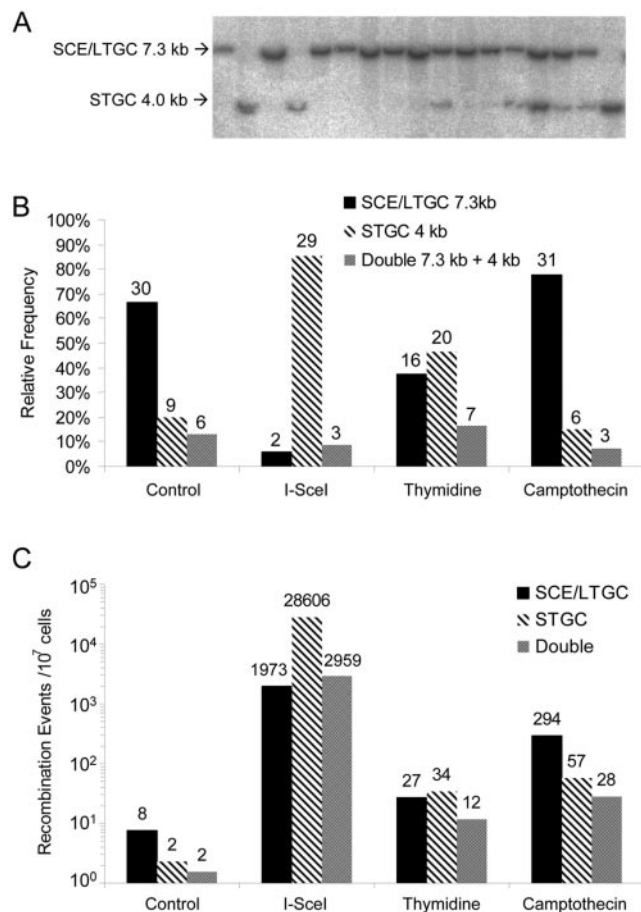 A
SCE/LTGC 7.3 kb →
STGC 4.0 kb →
B
SCE/LTGC 7.3kb
STGC 4 kb
Double 7.3 kb + 4 kb
Relative Frequency
100%
90%
80%
70%
60%
50%
40%
30%
20%
10%
0%
30
9
6
2
29
3
16
20
7
31
6
3
Control
I-SceI
Thymidine
Camptothecin
C
SCE/LTGC
STGC
Double
Recombination Events /10⁷ cells
10⁵
10⁴
10³
10²
10¹
10⁰
8
2
2
1973
28606
2959
27
34
12
294
57
28
Control
I-SceI
Thymidine
Camptothecin